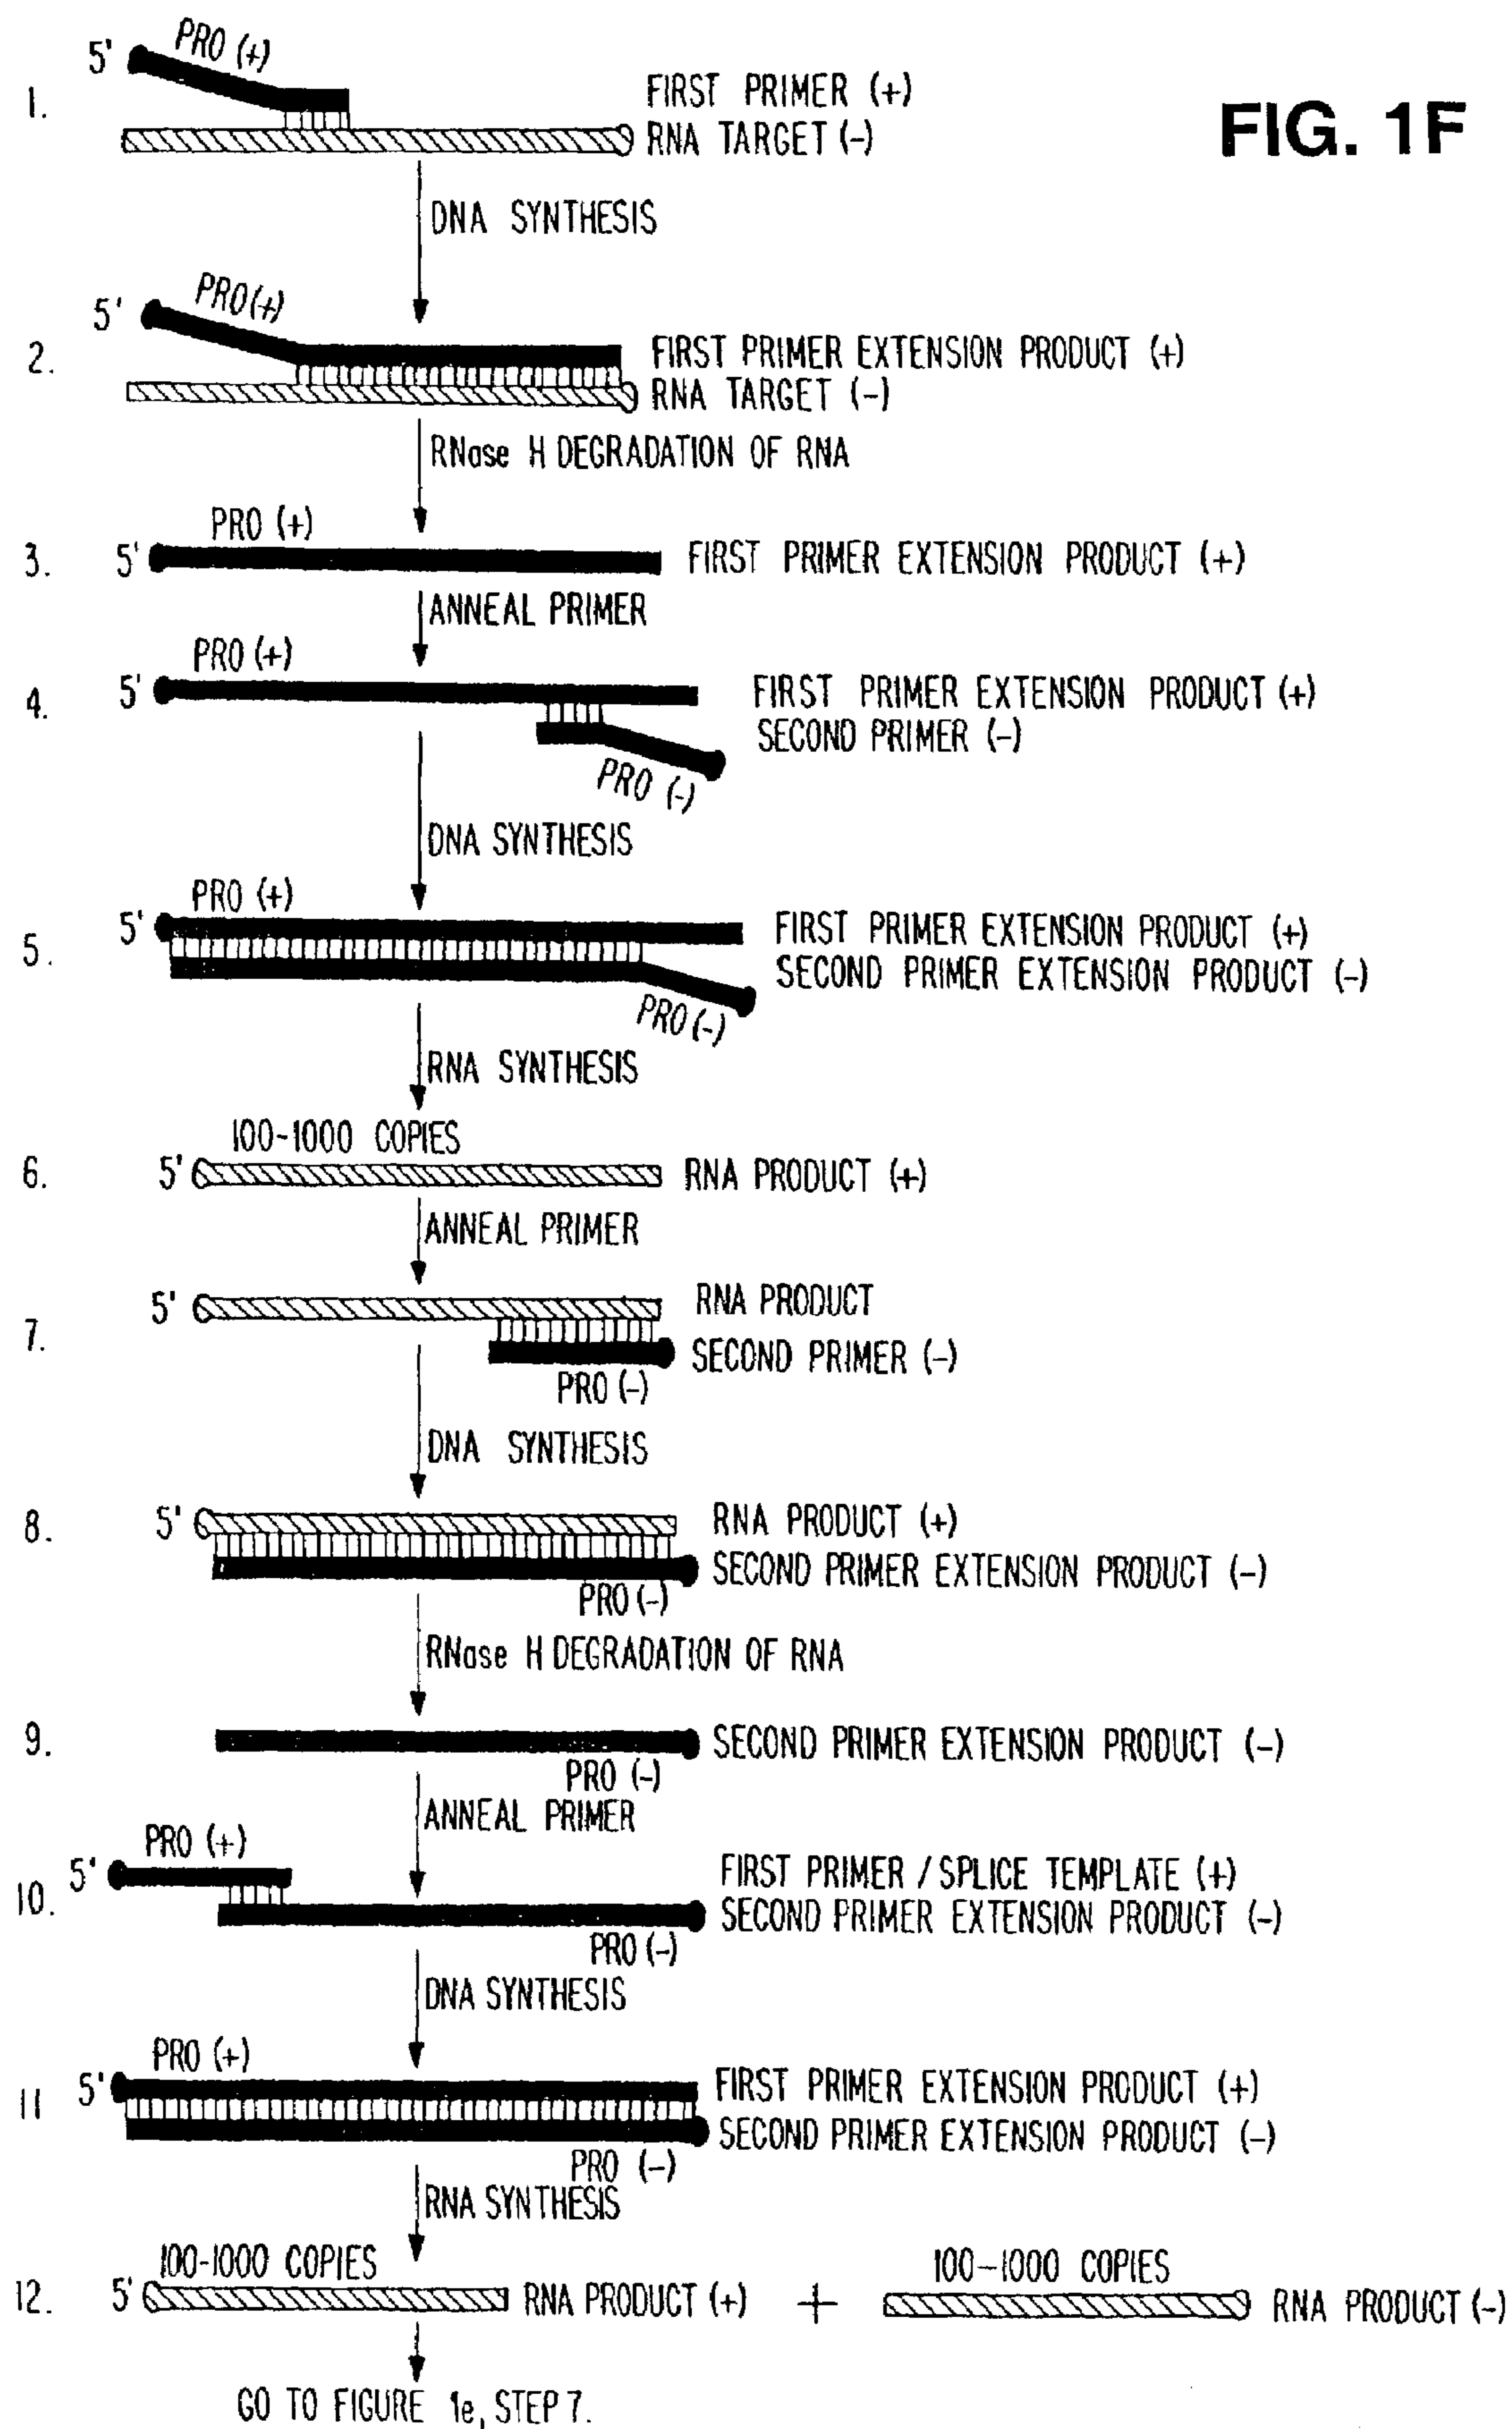 FIG. 1F
1.
5'
PRO (+)
FIRST PRIMER (+)
RNA TARGET (-)
DNA SYNTHESIS
2.
5'
PRO(+)
FIRST PRIMER EXTENSION PRODUCT (+)
RNA TARGET (-)
RNase H DEGRADATION OF RNA
3.
5'
PRO (+)
FIRST PRIMER EXTENSION PRODUCT (+)
ANNEAL PRIMER
4.
5'
PRO (+)
FIRST PRIMER EXTENSION PRODUCT (+)
SECOND PRIMER (-)
PRO (-)
DNA SYNTHESIS
5.
5'
PRO (+)
FIRST PRIMER EXTENSION PRODUCT (+)
SECOND PRIMER EXTENSION PRODUCT (-)
PRO (-)
RNA SYNTHESIS
6.
100-1000 COPIES
5'
RNA PRODUCT (+)
ANNEAL PRIMER
7.
5'
RNA PRODUCT
SECOND PRIMER (-)
PRO (-)
DNA SYNTHESIS
8.
5'
RNA PRODUCT (+)
SECOND PRIMER EXTENSION PRODUCT (-)
PRO (-)
RNase H DEGRADATION OF RNA
9.
SECOND PRIMER EXTENSION PRODUCT (-)
PRO (-)
ANNEAL PRIMER
10.
5'
PRO (+)
FIRST PRIMER / SPLICE TEMPLATE (+)
SECOND PRIMER EXTENSION PRODUCT (-)
PRO (-)
DNA SYNTHESIS
11
5'
PRO (+)
FIRST PRIMER EXTENSION PRODUCT (+)
SECOND PRIMER EXTENSION PRODUCT (-)
PRO (-)
RNA SYNTHESIS
12.
100-1000 COPIES
5'
RNA PRODUCT (+)
+
100-1000 COPIES
RNA PRODUCT (-)
GO TO FIGURE 1e, STEP 7.